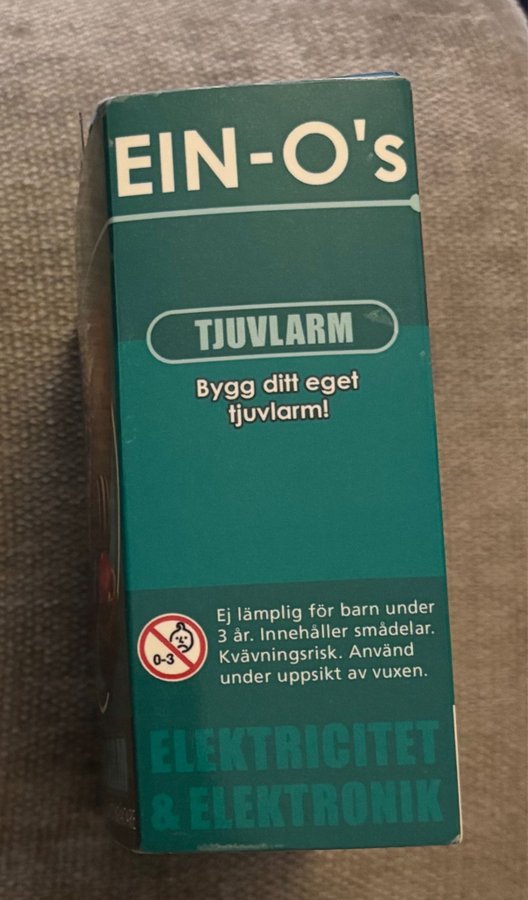 EIN-O's
TJUVLARM
Bygg ditt eget
tjuvlarm!
0-3
Ej lämplig för barn under
3 år. Innehåller smådelar.
Kvävningsrisk. Använd
under uppsikt av vuxen.
ELEKTRICITET
& ELEKTRONIK